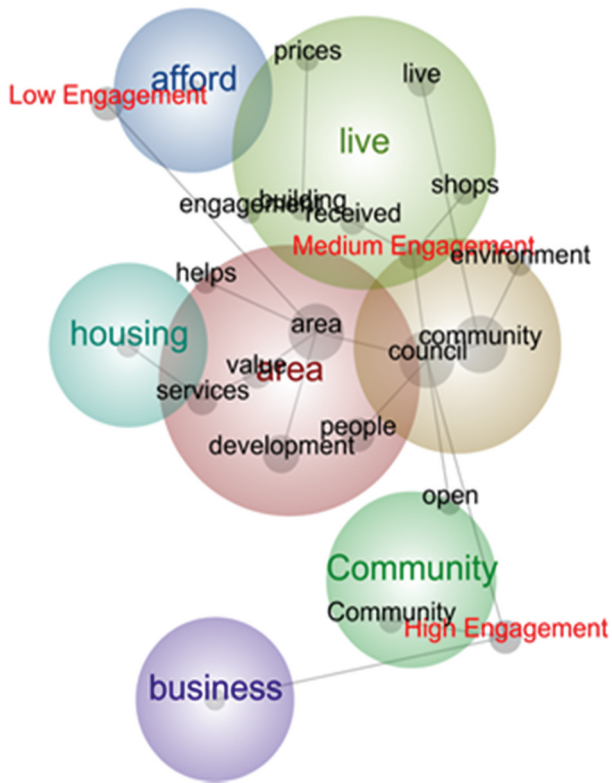 prices
afford
live
Low Engagement
live
shops
engagement
building
received
Medium Engagement
environment
helps
area
housing
community
council
value
area
services
people
development
open
Community
Community
High Engagement
business